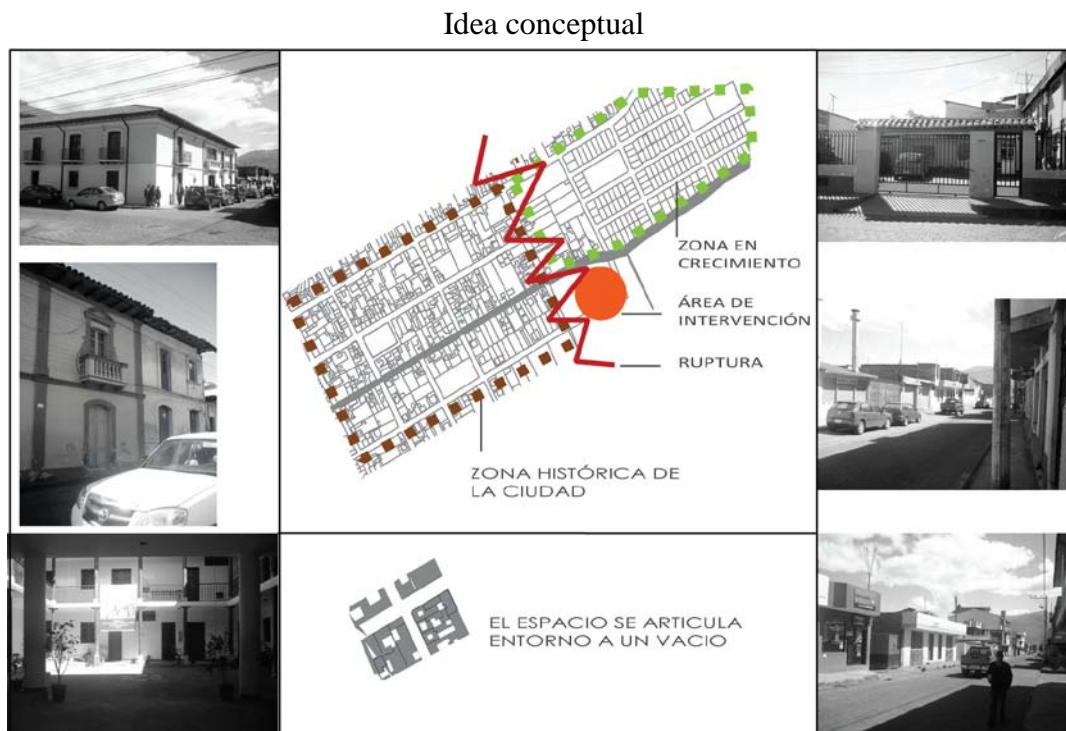 Idea conceptual
ZONA EN
CRECIMIENTO
ÁREA DE
INTERVENCIÓN
RUPTURA
ZONA HISTÓRICA DE
LA CIUDAD
EL ESPACIO SE ARTICULA
ENTORNO A UN VACIO